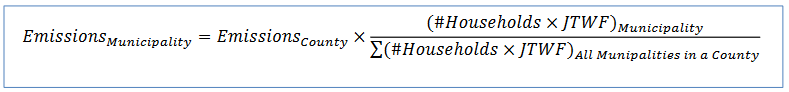 Emissions_Municipality = Emissions_County × (#Households × JTWF)_Municipality / ∑(#Households × JTWF)_All Munipalities in a County